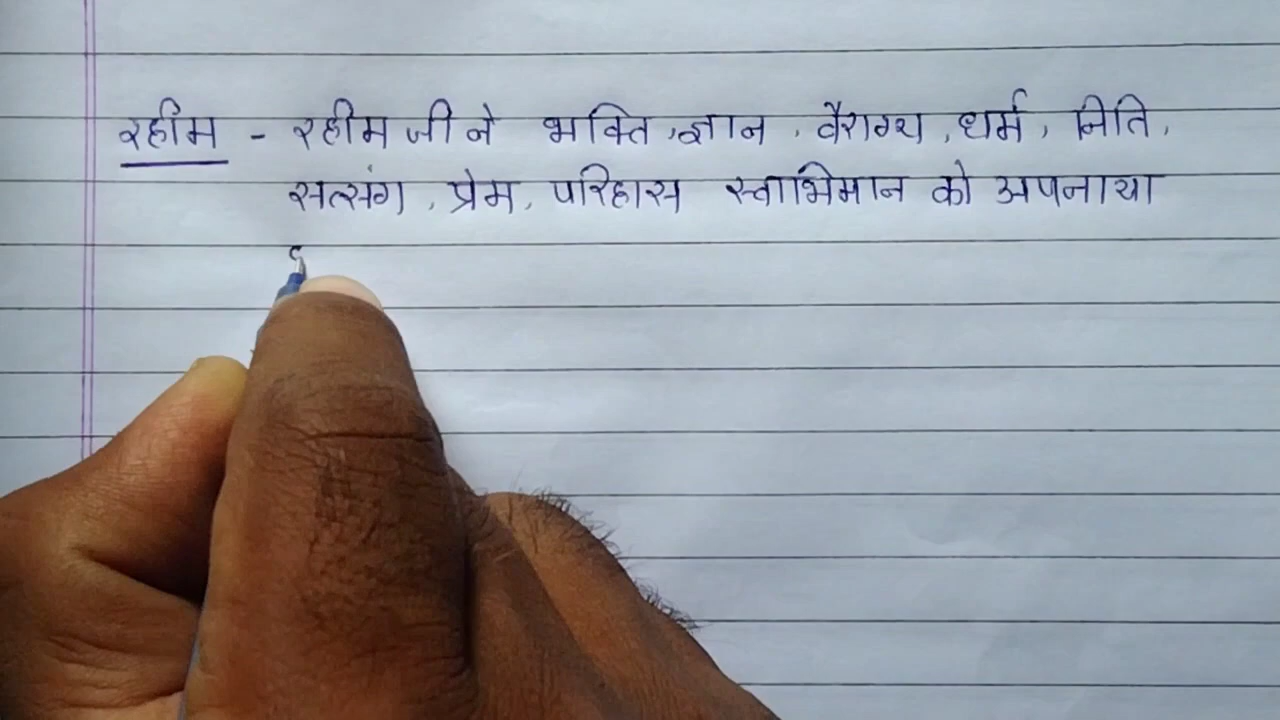 रहीम - रहीम जी ने भक्ति, ज्ञान, वैराग्य, धर्म, निति,
सत्संग, प्रेम, परिहास स्वाभिमान को अपनाया